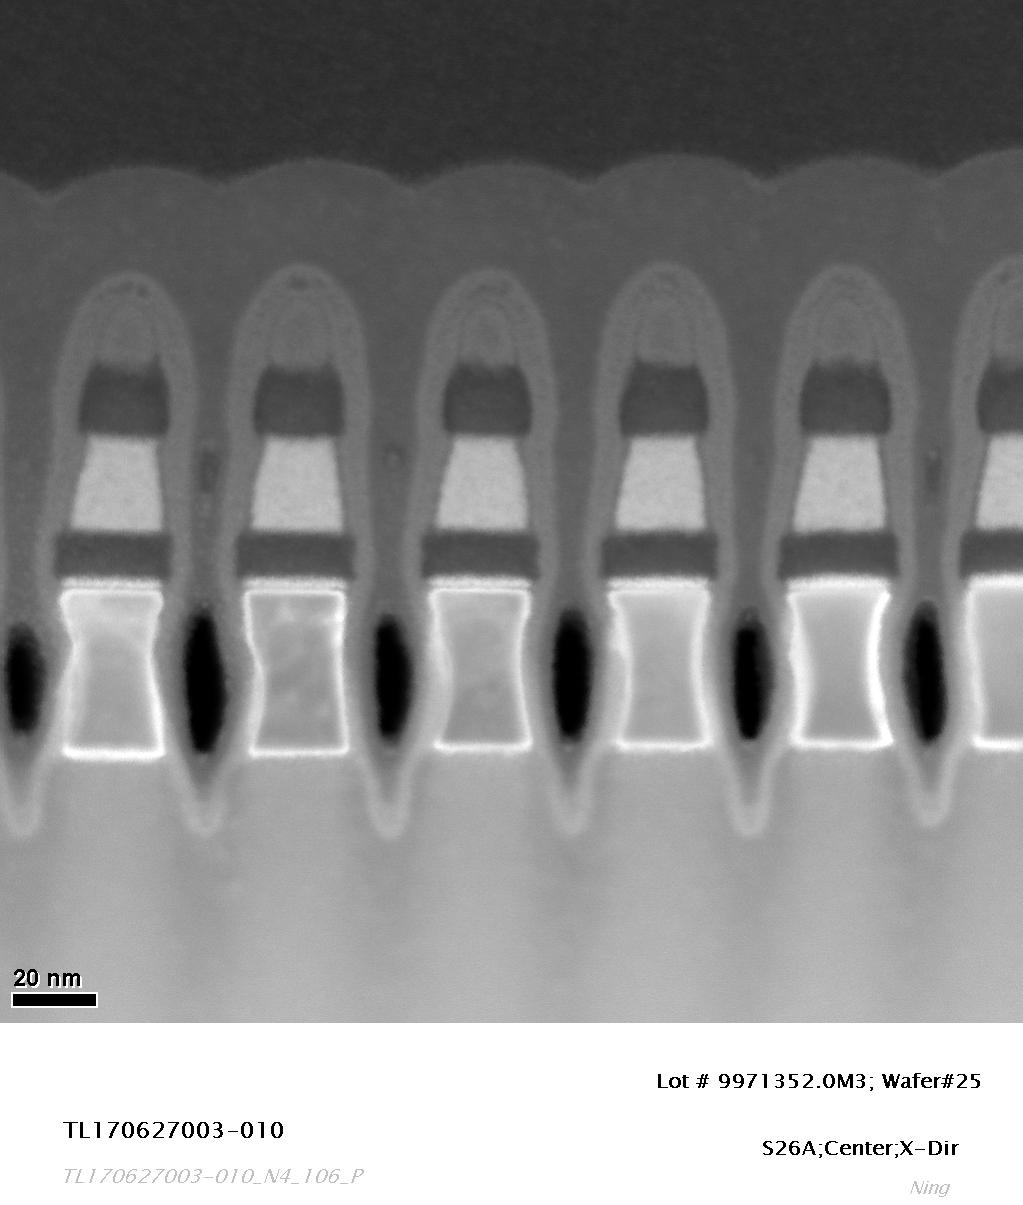 20 nm
Lot # 9971352.0M3; Wafer#25
TL170627003-010
S26A;Center;X-Dir
TL170627003-010_N4_106_P
Ning